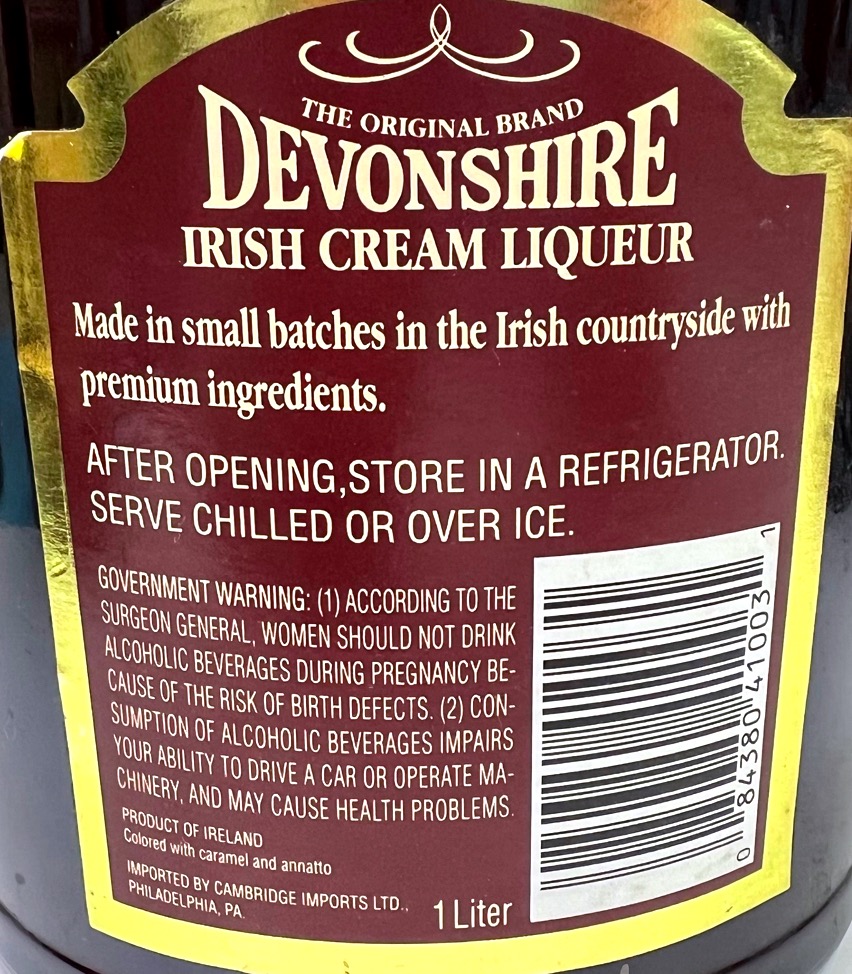 THE ORIGINAL BRAND
DEVONSHIRE
IRISH CREAM LIQUEUR
Made in small batches in the Irish countryside with
premium ingredients.
AFTER OPENING,STORE IN A REFRIGERATOR.
SERVE CHILLED OR OVER ICE.
GOVERNMENT WARNING: (1) ACCORDING TO THE
SURGEON GENERAL, WOMEN SHOULD NOT DRINK
ALCOHOLIC BEVERAGES DURING PREGNANCY BE-
CAUSE OF THE RISK OF BIRTH DEFECTS. (2) CON-
SUMPTION OF ALCOHOLIC BEVERAGES IMPAIRS
YOUR ABILITY TO DRIVE A CAR OR OPERATE MA-
CHINERY, AND MAY CAUSE HEALTH PROBLEMS.
PRODUCT OF IRELAND
Colored with caramel and annatto
IMPORTED BY CAMBRIDGE IMPORTS LTD.,
PHILADELPHIA, PA.
1 Liter
0 84380 41003 1